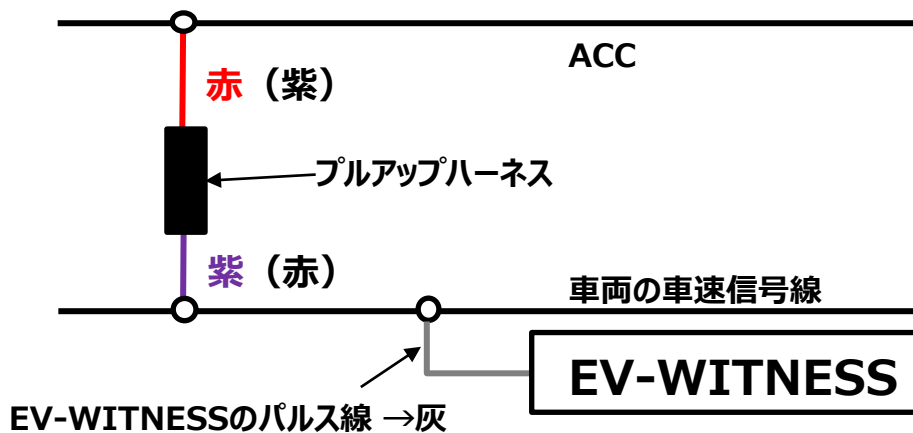 ACC
赤（紫）
プルアップハーネス
紫（赤）
車両の車速信号線
EV-WITNESS
EV-WITNESSのパルス線 →灰